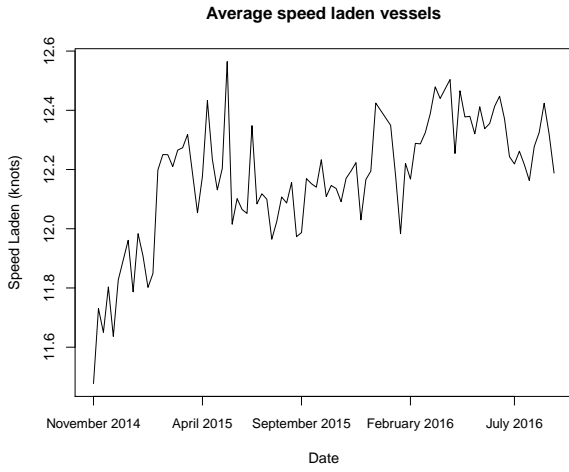 Average speed laden vessels
Speed Laden (knots)
12.6
12.4
12.2
12.0
11.8
11.6
November 2014
April 2015
September 2015
February 2016
July 2016
Date